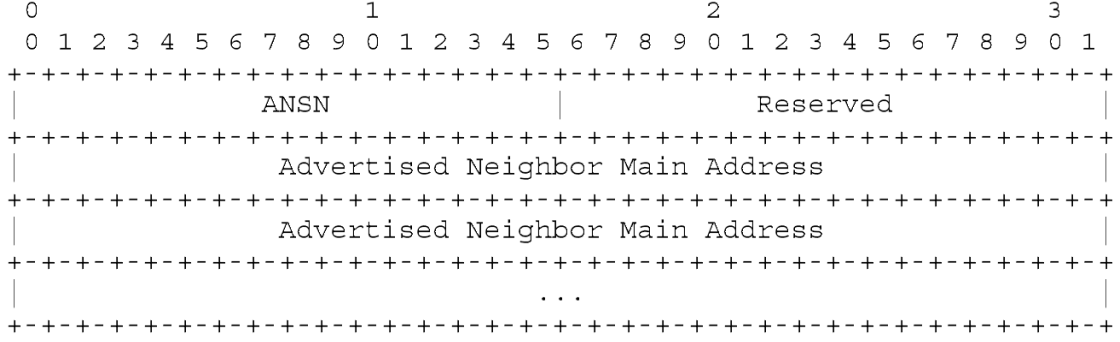 0                   1                   2                   3
 0 1 2 3 4 5 6 7 8 9 0 1 2 3 4 5 6 7 8 9 0 1 2 3 4 5 6 7 8 9 0 1
+-+-+-+-+-+-+-+-+-+-+-+-+-+-+-+-+-+-+-+-+-+-+-+-+-+-+-+-+-+-+-+-+
|              ANSN             |           Reserved            |
+-+-+-+-+-+-+-+-+-+-+-+-+-+-+-+-+-+-+-+-+-+-+-+-+-+-+-+-+-+-+-+-+
|               Advertised Neighbor Main Address                |
+-+-+-+-+-+-+-+-+-+-+-+-+-+-+-+-+-+-+-+-+-+-+-+-+-+-+-+-+-+-+-+-+
|               Advertised Neighbor Main Address                |
+-+-+-+-+-+-+-+-+-+-+-+-+-+-+-+-+-+-+-+-+-+-+-+-+-+-+-+-+-+-+-+-+
|                              ...                              |
+-+-+-+-+-+-+-+-+-+-+-+-+-+-+-+-+-+-+-+-+-+-+-+-+-+-+-+-+-+-+-+-+